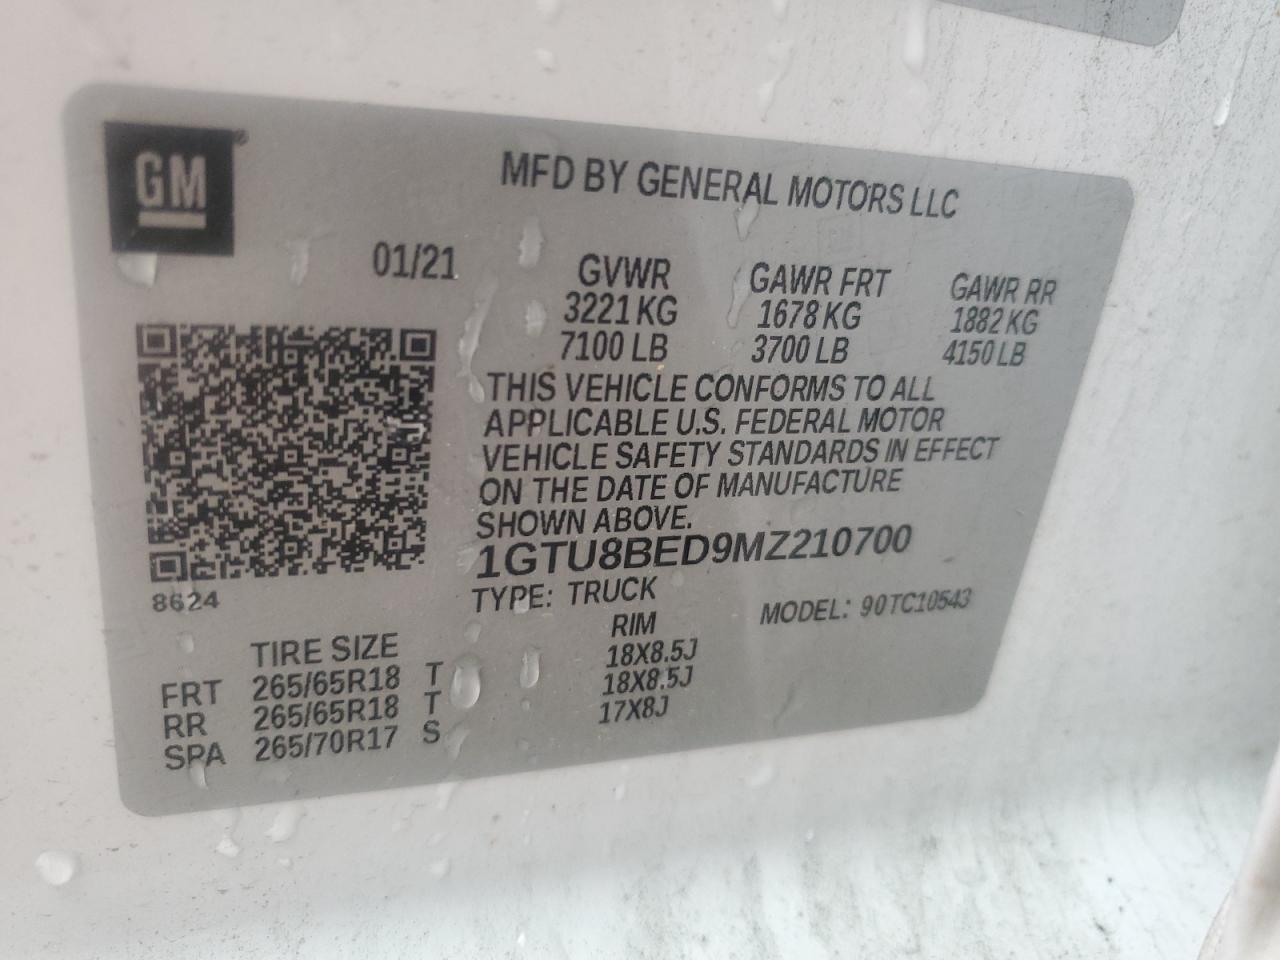 GM®
MFD BY GENERAL MOTORS LLC
01/21
GVWR GAWR FRT GAWR RR
3221 KG 1678 KG 1882 KG
7100 LB 3700 LB 4150 LB
THIS VEHICLE CONFORMS TO ALL
APPLICABLE U.S. FEDERAL MOTOR
VEHICLE SAFETY STANDARDS IN EFFECT
ON THE DATE OF MANUFACTURE
SHOWN ABOVE.
1GTU8BED9MZ210700
TYPE: TRUCK MODEL: 90TC10543
8624
TIRE SIZE RIM
FRT 265/65R18 T 18X8.5J
RR 265/65R18 T 18X8.5J
SPA 265/70R17 S 17X8J